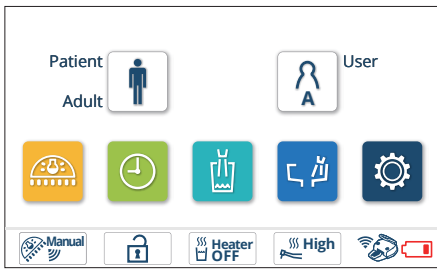 Patient
Adult
User
A
Manual
Heater
OFF
High